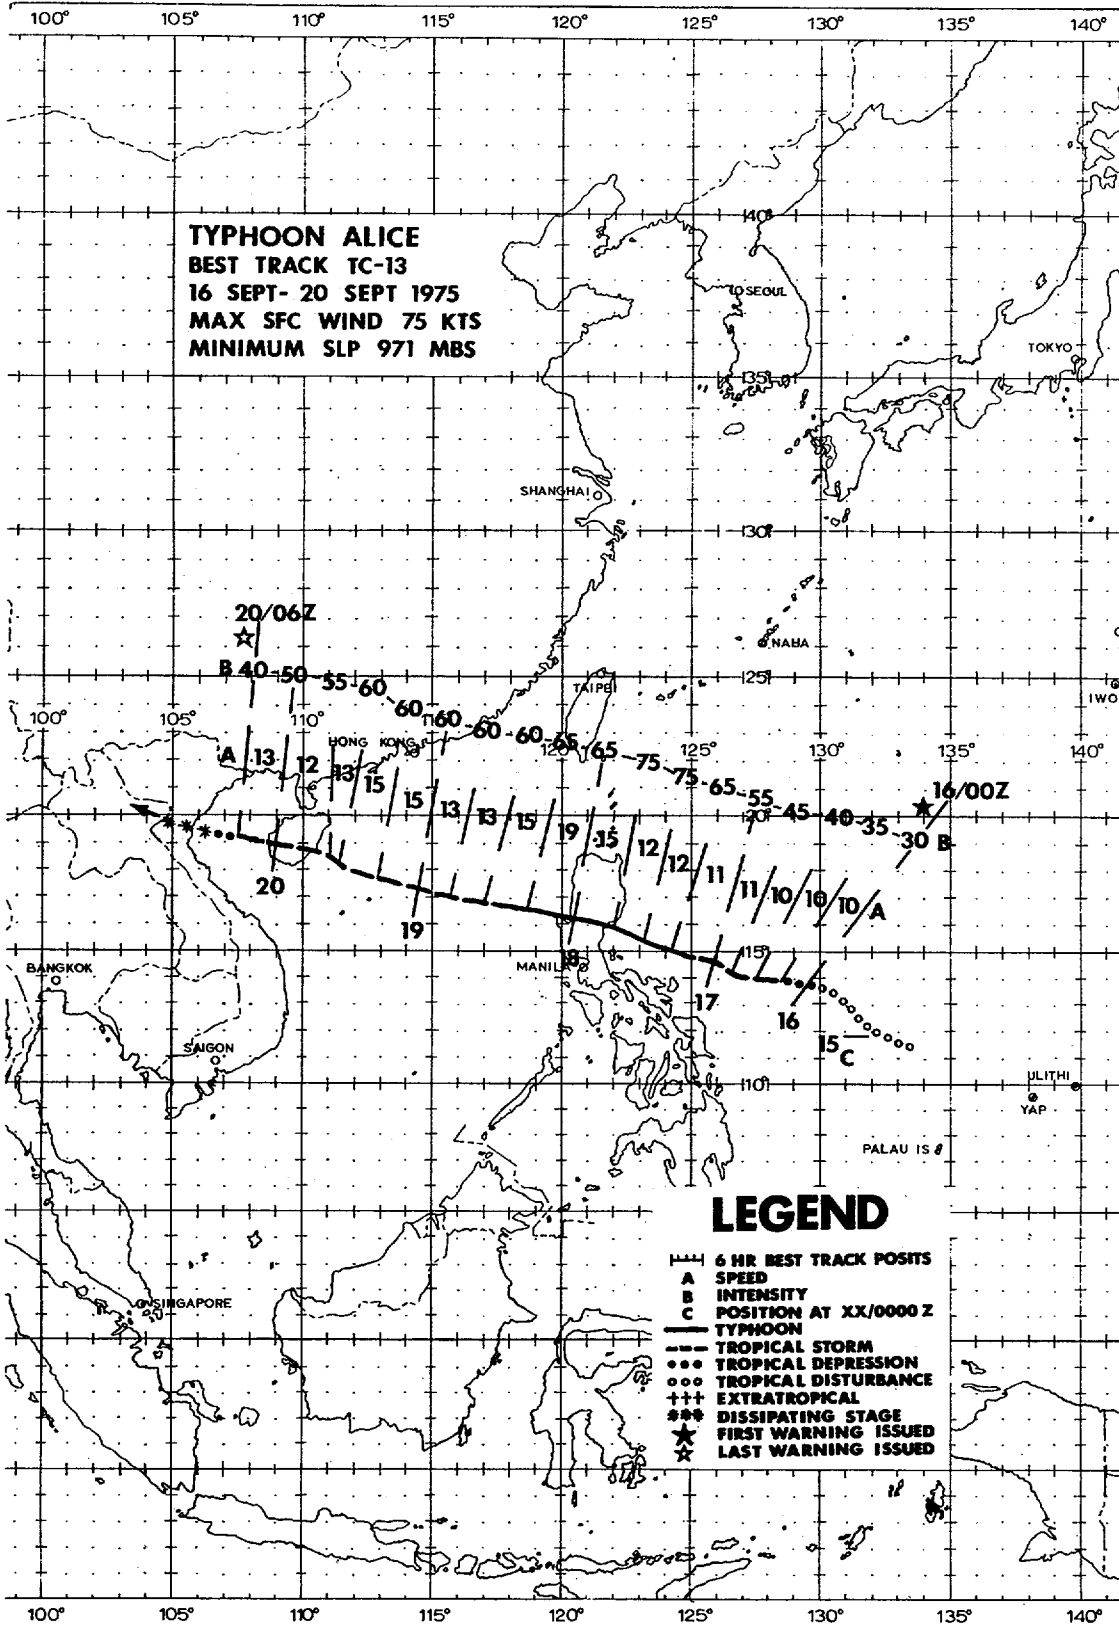 100° 105° 110° 115° 120° 125° 130° 135° 140°
TYPHOON ALICE
BEST TRACK TC-13
16 SEPT- 20 SEPT 1975
MAX SFC WIND 75 KTS
MINIMUM SLP 971 MBS
40°
SEOUL
TOKYO
35°
SHANGHAI
30°
20/06Z
NAHA
B 40-50-55-60-60-60-60-60-65-65-75-75-65-55-45-40-35-30 B
25°
TAIPEI
IWO
100° 105° 110° 115° 120° 125° 130° 135° 140°
HONG KONG
16/00Z
A 13 12 13 15 15 13 13 15 19 15 12 12 11 11 10 10 10 A
20°
20
19
18
17
16
15
C
15°
BANGKOK
MANILA
SAIGON
10°
ULITHI
YAP
PALAU IS
SINGAPORE
LEGEND
6 HR BEST TRACK POSITS
A SPEED
B INTENSITY
C POSITION AT XX/0000 Z
TYPHOON
TROPICAL STORM
TROPICAL DEPRESSION
TROPICAL DISTURBANCE
EXTRATROPICAL
DISSIPATING STAGE
FIRST WARNING ISSUED
LAST WARNING ISSUED
100° 105° 110° 115° 120° 125° 130° 135° 140°